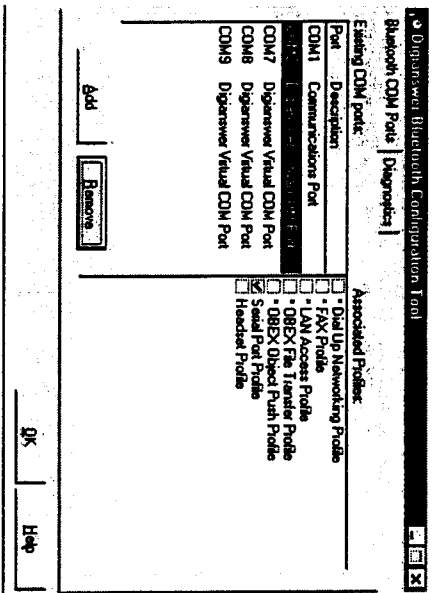 Digianswer Bluetooth Configuration Tool
Bluetooth COM Ports
Diagnostics
Existing COM ports:
Port Description
COM1 Communications Port
COM7 Digianswer Virtual COM Port
COM8 Digianswer Virtual COM Port
COM9 Digianswer Virtual COM Port
Add
Remove
Associated Profiles:
* Dial Up Networking Profile
* FAX Profile
* LAN Access Profile
* OBEX File Transfer Profile
* OBEX Object Push Profile
Serial Port Profile
Headset Profile
OK
Help